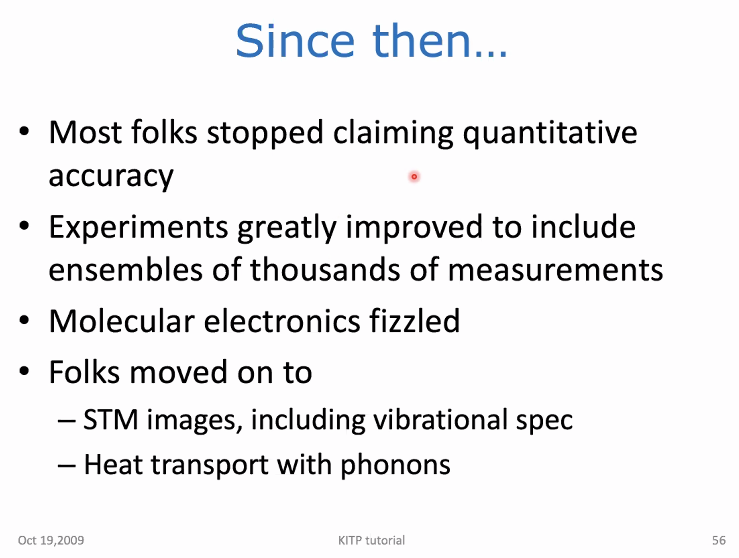 Since then…
• Most folks stopped claiming quantitative
accuracy
• Experiments greatly improved to include
ensembles of thousands of measurements
• Molecular electronics fizzled
• Folks moved on to
– STM images, including vibrational spec
– Heat transport with phonons
Oct 19,2009 KITP tutorial 56